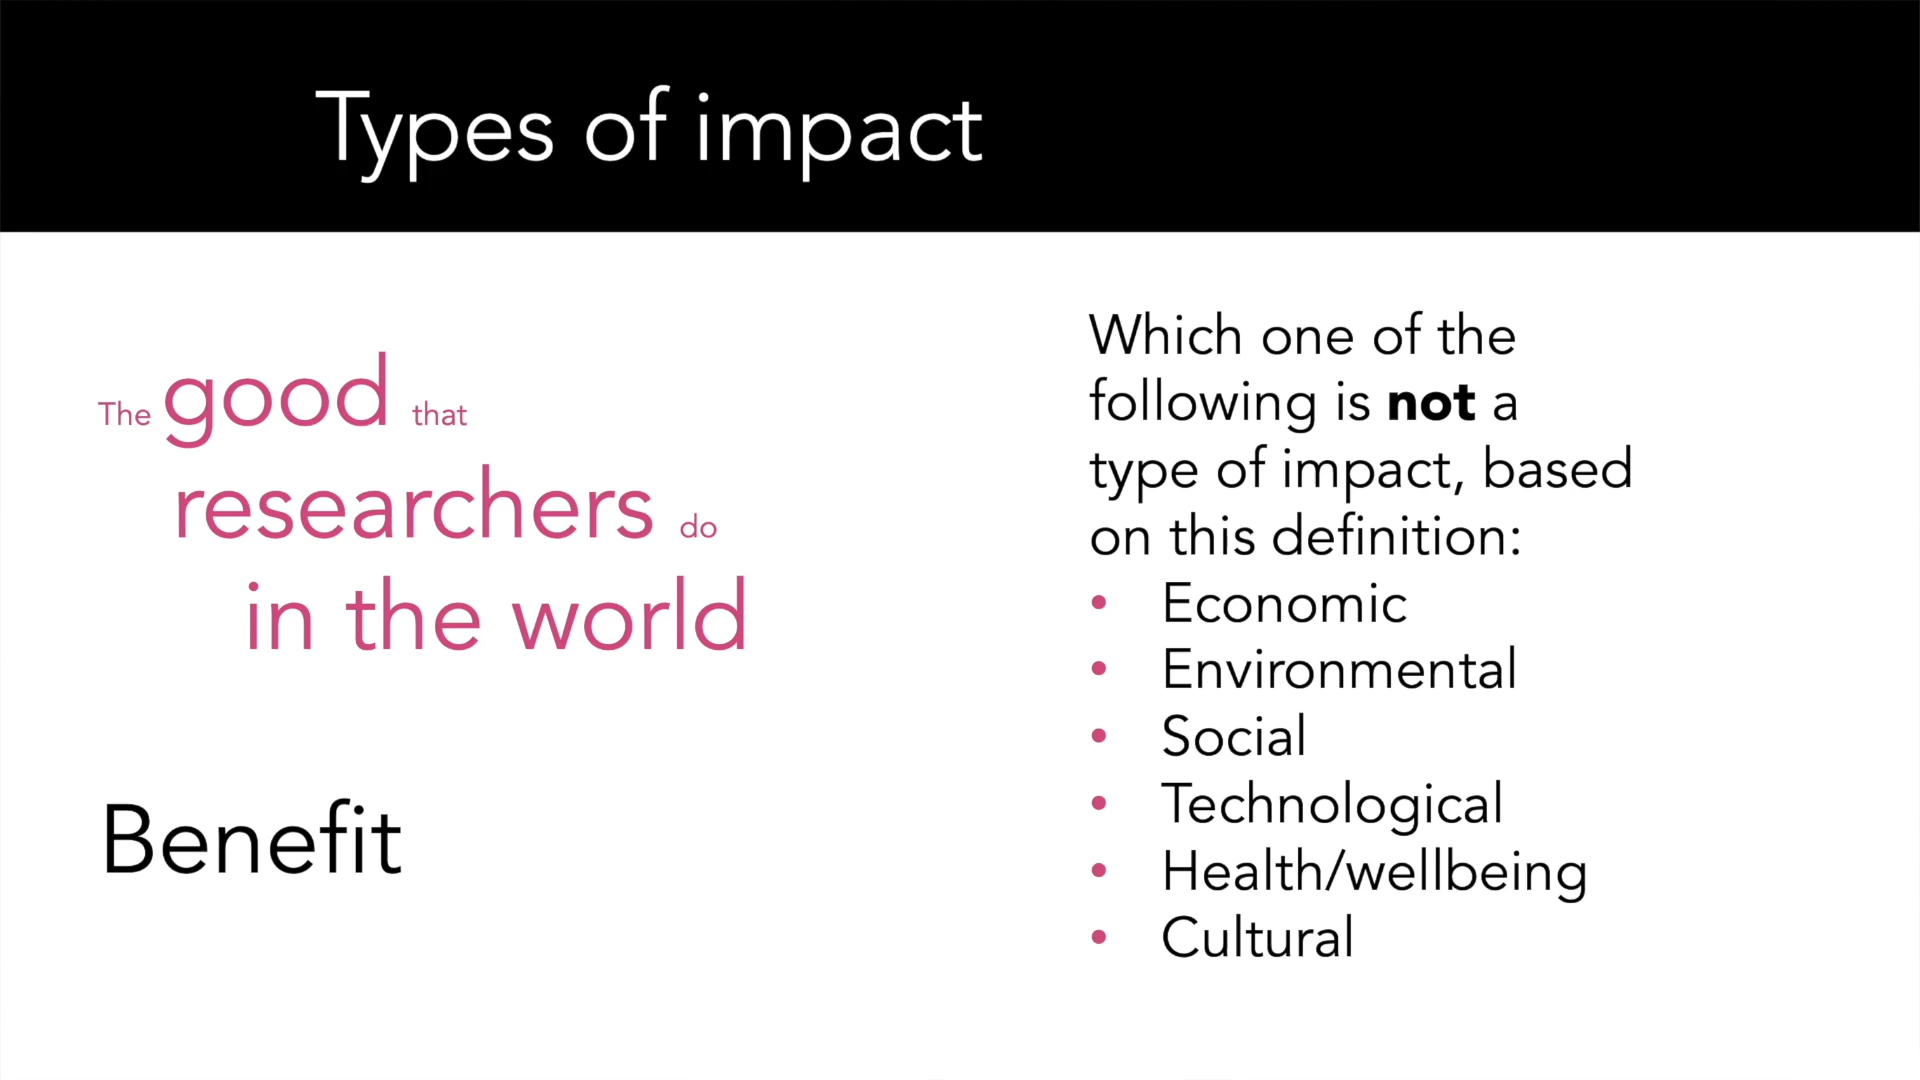 Types of impact
The good that
researchers do
in the world
Benefit
Which one of the
following is not a
type of impact, based
on this definition:
• Economic
• Environmental
• Social
• Technological
• Health/wellbeing
• Cultural